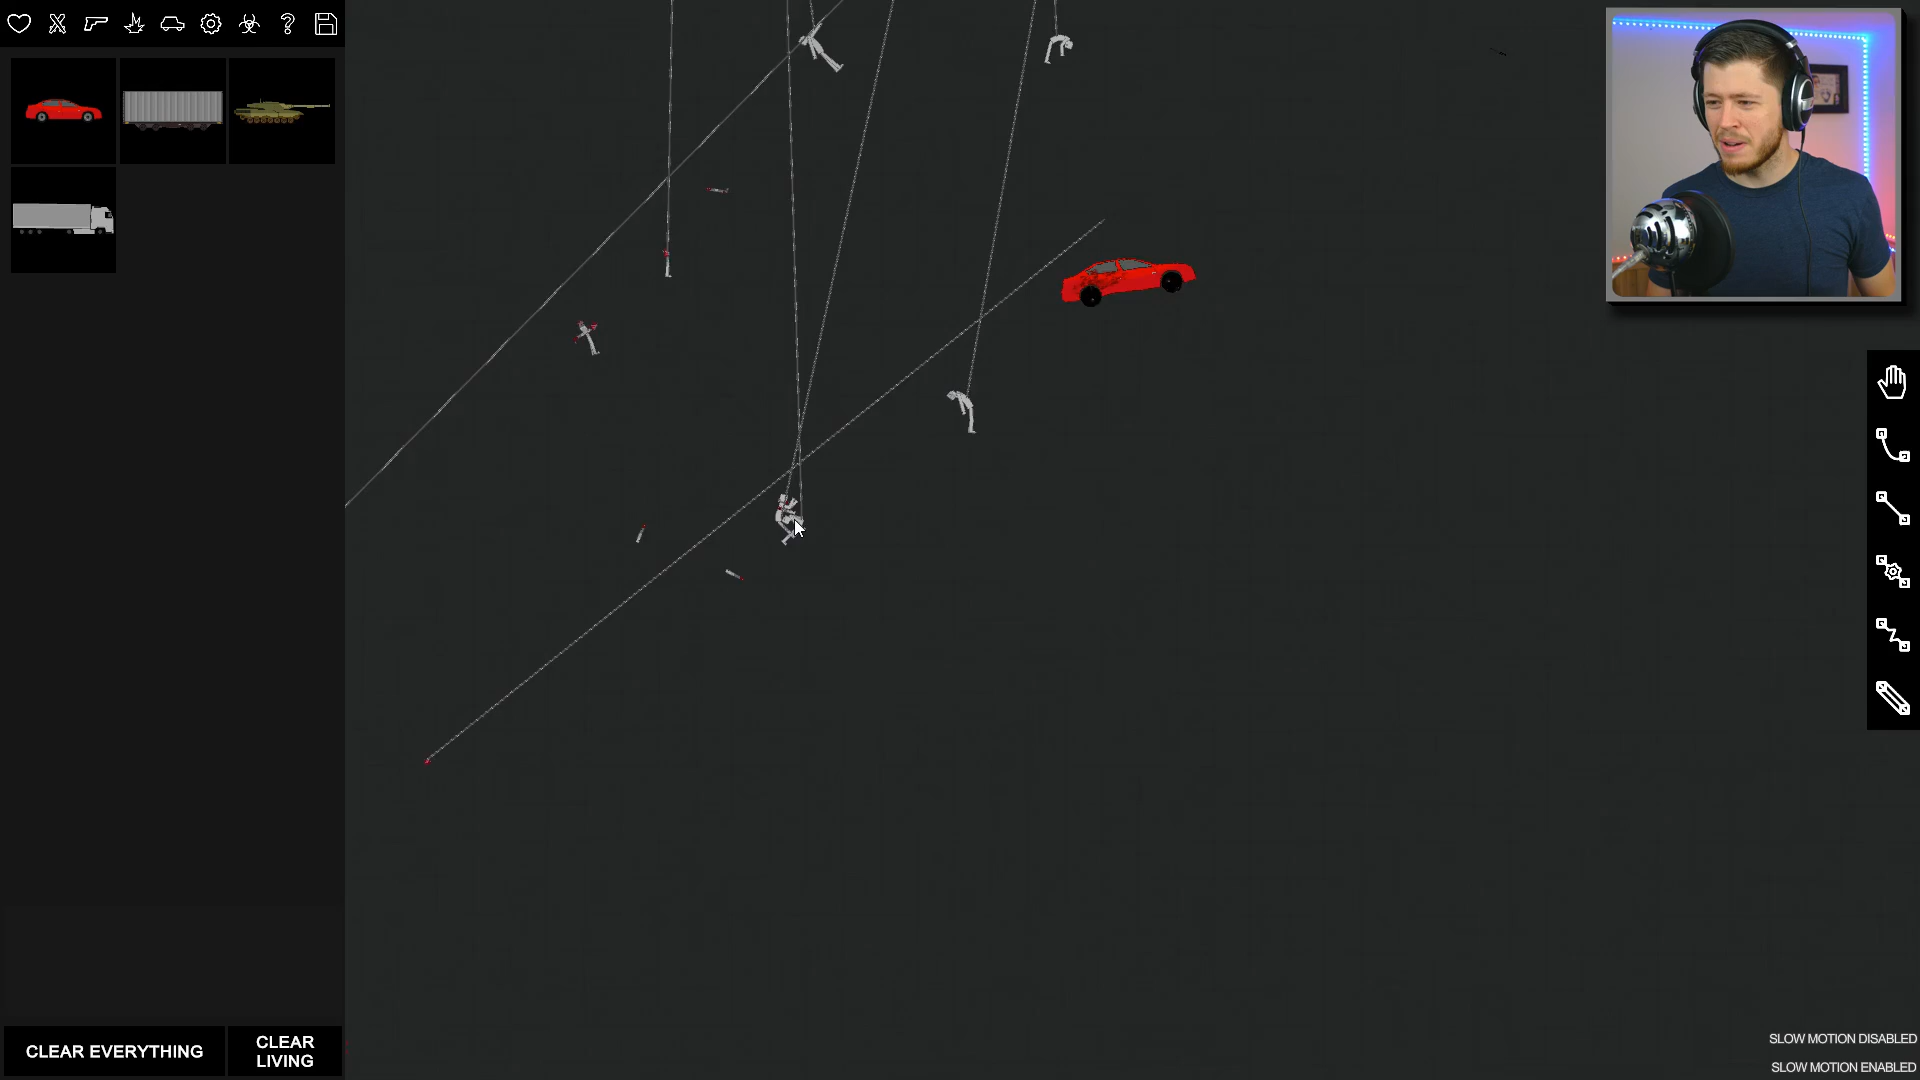 CLEAR EVERYTHING
CLEAR
LIVING
SLOW MOTION DISABLED
SLOW MOTION ENABLED